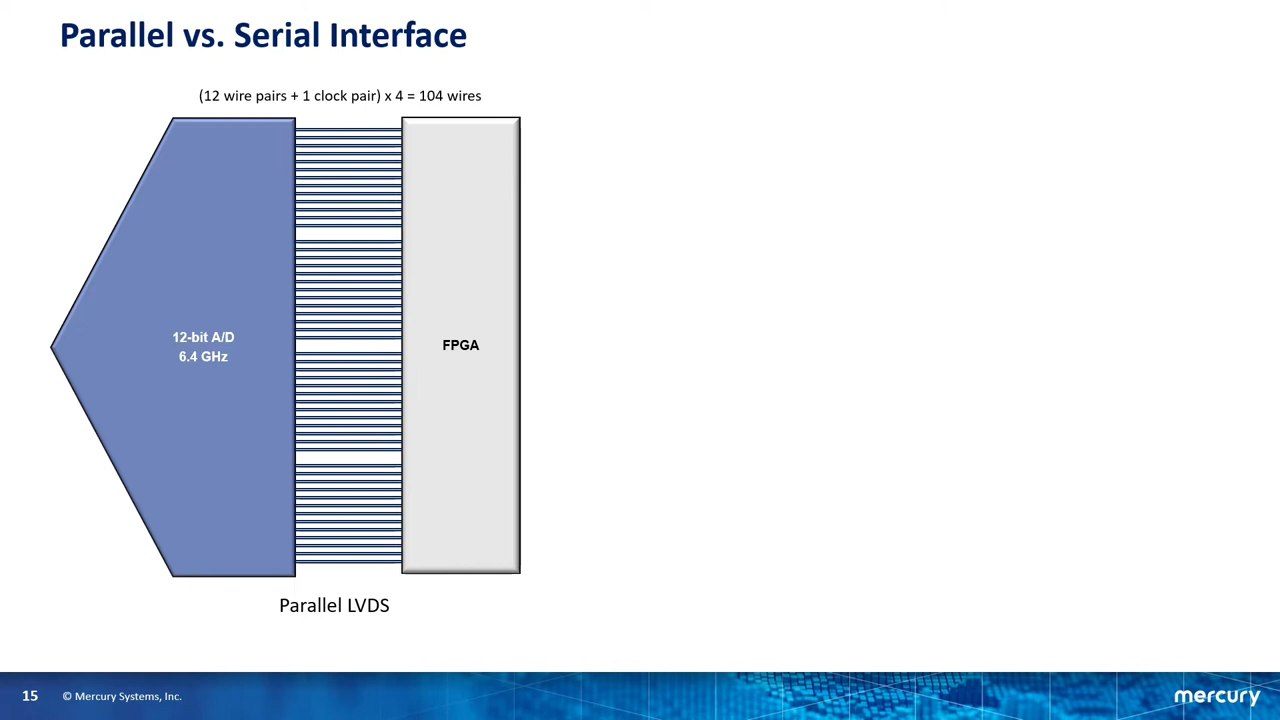 Parallel vs. Serial Interface
(12 wire pairs + 1 clock pair) x 4 = 104 wires
12-bit A/D
6.4 GHz
FPGA
Parallel LVDS
15
© Mercury Systems, Inc.
mercury